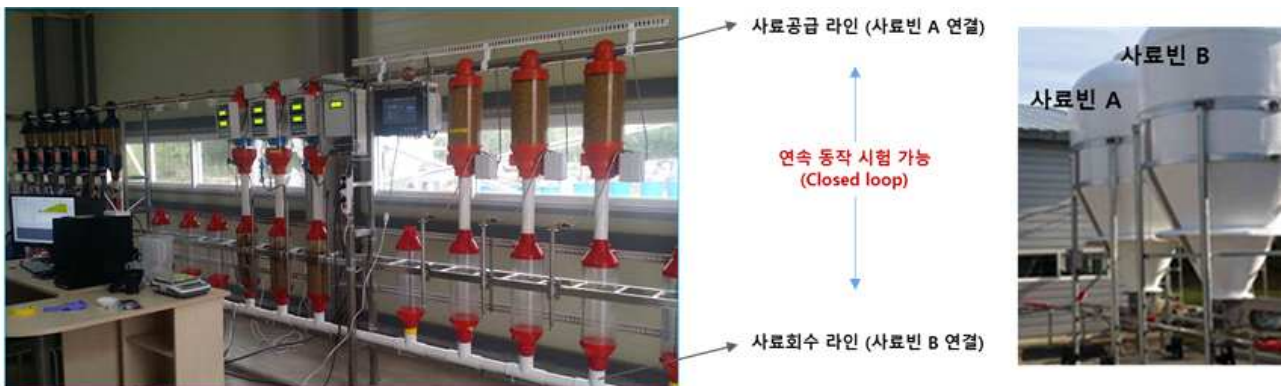 사료공급 라인 (사료빈 A 연결)
연속 동작 시험 가능
(Closed loop)
사료회수 라인 (사료빈 B 연결)
사료빈 B
사료빈 A